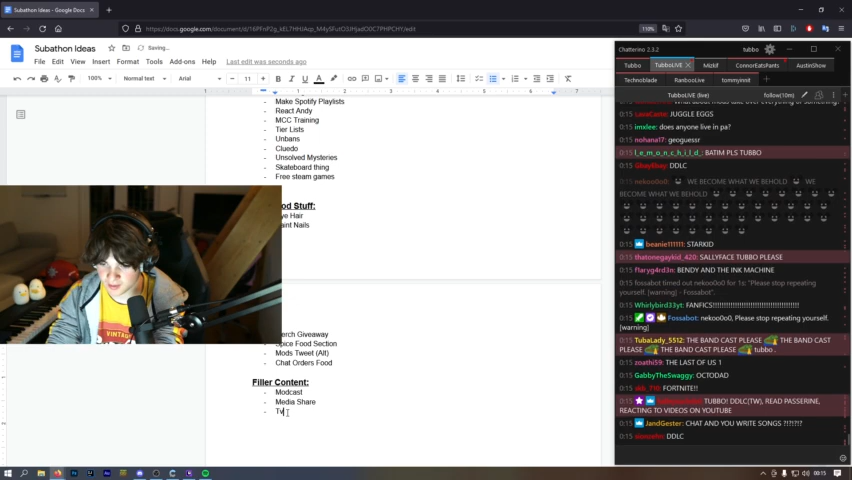 Subathon Ideas - Google Docs
https://docs.google.com/document/d/
/edit
110%
Subathon Ideas
Saving...
File Edit View Insert Format Tools Add-ons Help
Last edit was seconds ago
100%
Normal text
Arial
11
B I U A
Make Spotify Playlists
React Andy
MCC Training
Tier Lists
Unbans
Cluedo
Unsolved Mysteries
Skateboard thing
Free steam games
Stuff:
Hair
Nails
Giveaway
Spice Food Section
Mods Tweet (Alt)
Chat Orders Food
Filler Content:
- Modcast
- Media Share
- TV
VINTAGE
Chatterino 2.3.2
tubbo
Tubbo
TubboLIVE
Mizkif
ConnorEatsPants
AustinShow
Technoblade
RanbooLive
tommyinnit
TubboLIVE (live)
follow(10m)
0:15 LavaCaste: JUGGLE EGGS
0:15 imxlee: does anyone live in pa?
0:15 nohana17: geoguessr
0:15 l_e_m_o_n_c_h_i_l_d_: BATIM PLS TUBBO
0:15 DDLC
0:15 nekoo0o0: WE BECOME WHAT WE BEHOLD WE
BECOME WHAT WE BEHOLD
0:15 beanie111111: STARKID
0:15 thatonegaykid_420: SALLYFACE TUBBO PLEASE
0:15 flaryg4rd3n: BENDY AND THE INK MACHINE
0:15 fossabot timed out nekoo0o0 for 1s: "Please stop repeating
yourself. [warning] - Fossabot".
0:15 Whirlybird33yt: FANFICS!!!!!!!!!!!!!!!!!!!!!!!!!!!!!!!!!!!!!!
0:15 Fossabot: nekoo0o0, Please stop repeating yourself.
[warning]
0:15 TubaLady_5512: THE BAND CAST PLEASE THE BAND CAST
PLEASE THE BAND CAST PLEASE tubbo .
0:15 zoathi59: THE LAST OF US 1
0:15 GabbyTheSwaggy: OCTODAD
0:15 FORTNITE!!
0:15 TUBBO! DDLC(TW), READ PASSERINE,
REACTING TO VIDEOS ON YOUTUBE
0:15 JandGester: CHAT AND YOU WRITE SONGS ?!?!?!?
0:15 DDLC
00:15